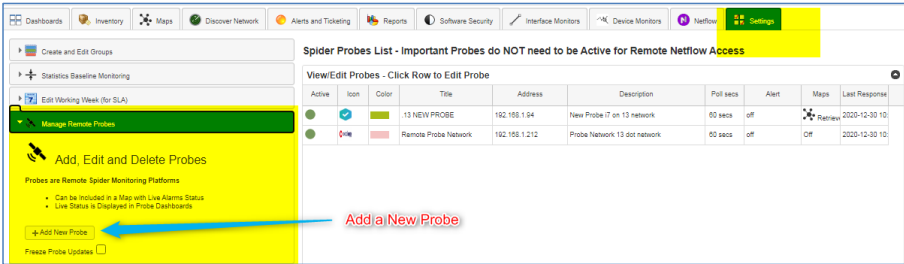 Dashboards Inventory Maps Discover Network Alerts and Ticketing Reports Software Security Interface Monitors Device Monitors Netflow Settings
Create and Edit Groups
Statistics Baseline Monitoring
Edit Working Week (for SLA)
Manage Remote Probes
Add, Edit and Delete Probes
Probes are Remote Spider Monitoring Platforms
Can be Included in a Map with Live Alarms Status
Live Status is Displayed in Probe Dashboards
+ Add New Probe
Freeze Probe Updates
Spider Probes List - Important Probes do NOT need to be Active for Remote Netflow Access
View/Edit Probes - Click Row to Edit Probe
Active Icon Color Title Address Description Poll secs Alert Maps Last Response
.13 NEW PROBE 192.168.1.94 New Probe i7 on 13 network 60 secs off Retriev 2020-12-30 10:
Remote Probe Network 192.168.1.212 Probe Network 13 dot network 60 secs off Off 2020-12-30 10:
Add a New Probe